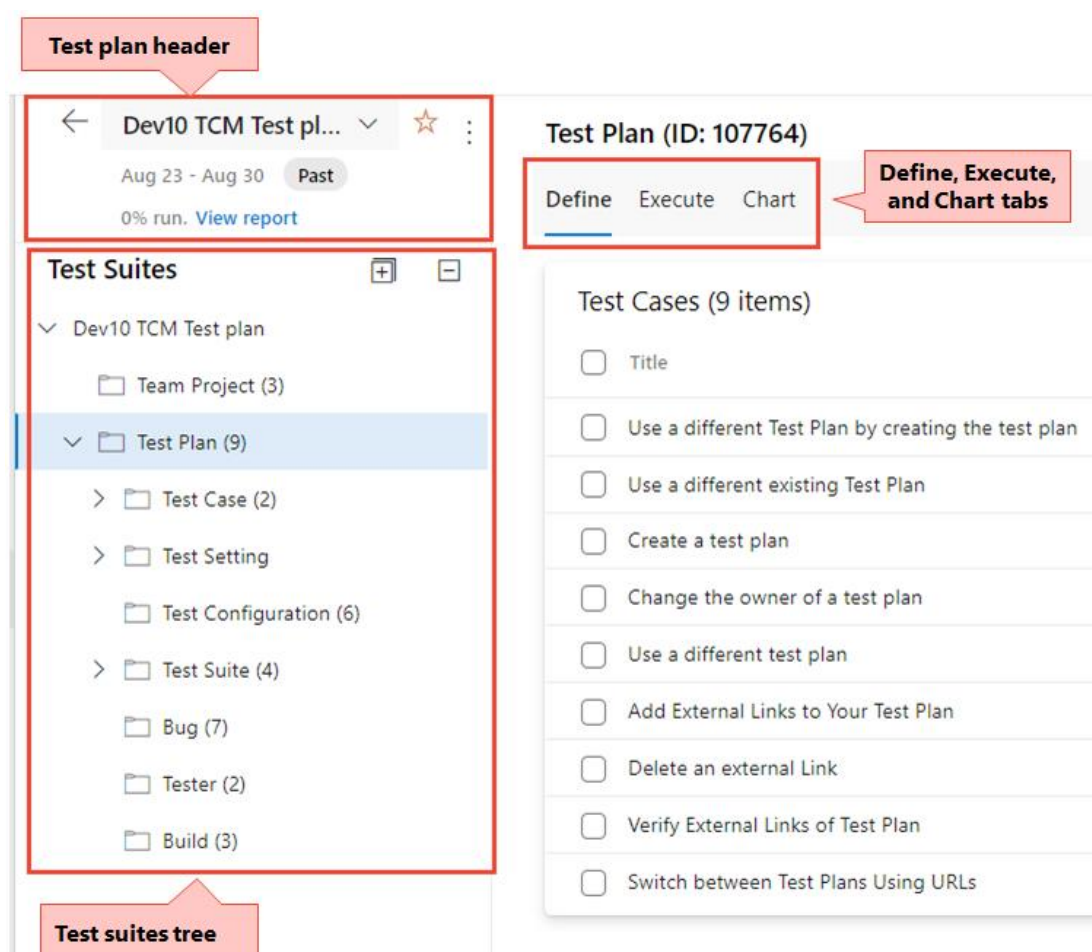 Test plan header
Dev10 TCM Test pl...
Aug 23 - Aug 30 Past
0% run. View report
Test Suites
Dev10 TCM Test plan
Team Project (3)
Test Plan (9)
Test Case (2)
Test Setting
Test Configuration (6)
Test Suite (4)
Bug (7)
Tester (2)
Build (3)
Test suites tree
Test Plan (ID: 107764)
Define Execute Chart
Define, Execute,
and Chart tabs
Test Cases (9 items)
Title
Use a different Test Plan by creating the test plan
Use a different existing Test Plan
Create a test plan
Change the owner of a test plan
Use a different test plan
Add External Links to Your Test Plan
Delete an external Link
Verify External Links of Test Plan
Switch between Test Plans Using URLs